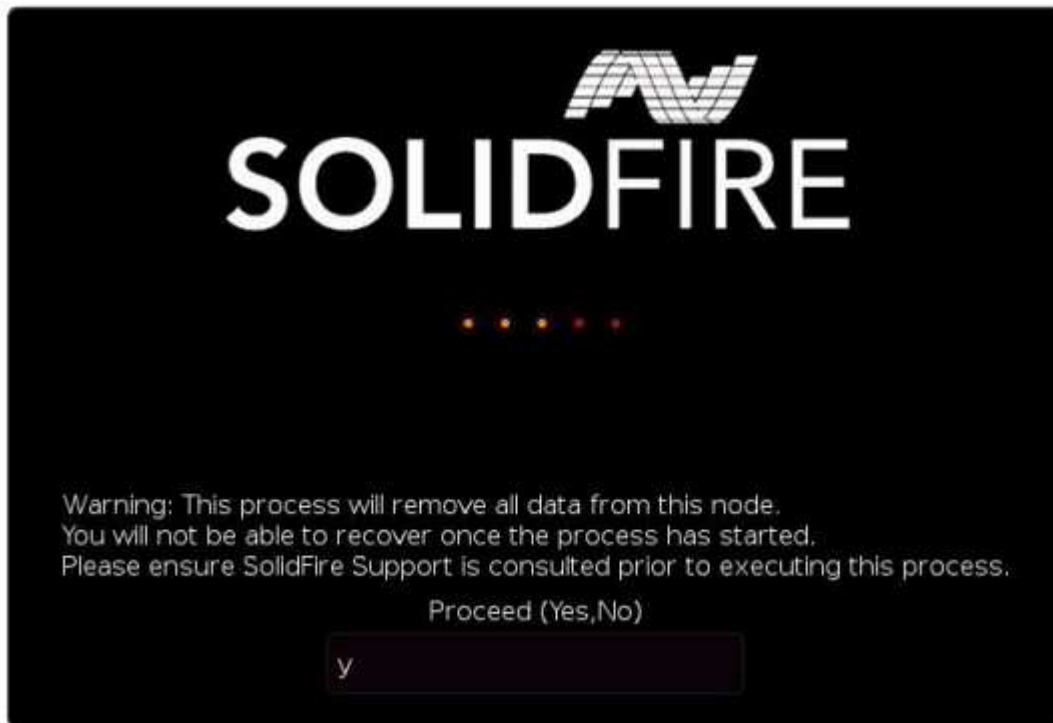 SOLIDFIRE
Warning: This process will remove all data from this node.
You will not be able to recover once the process has started.
Please ensure SolidFire Support is consulted prior to executing this process.
Proceed (Yes,No)
y